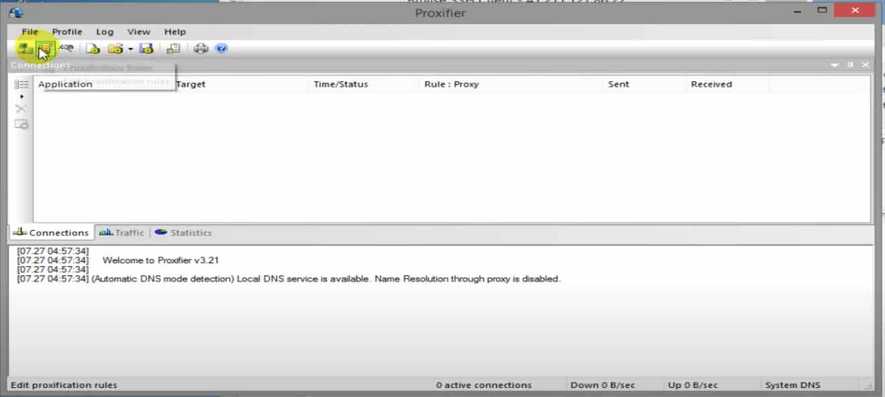 Proxifier
File Profile Log View Help
Connections
Application Target Time/Status Rule : Proxy Sent Received
Connections Traffic Statistics
[07.27 04:57:34]
[07.27 04:57:34] Welcome to Proxifier v3.21
[07.27 04:57:34]
[07.27 04:57:34] (Automatic DNS mode detection) Local DNS service is available. Name Resolution through proxy is disabled.
Edit proxification rules 0 active connections Down 0 B/sec Up 0 B/sec System DNS